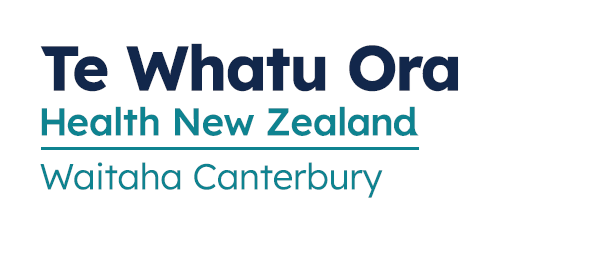 Te Whatu Ora
Health New Zealand
Waitaha Canterbury